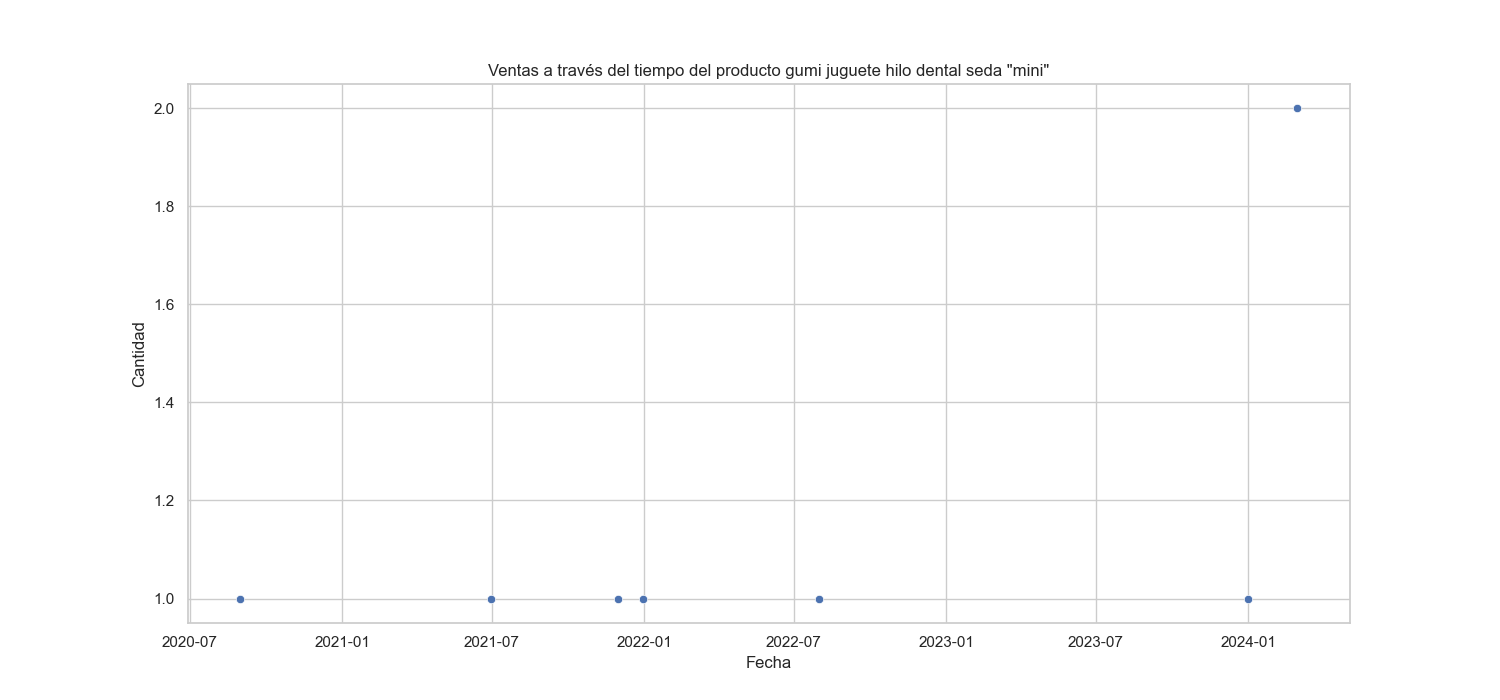 Ventas a través del tiempo del producto gumi juguete hilo dental seda "mini"
2.0
1.8
1.6
1.4
1.2
1.0
Cantidad
2020-07 2021-01 2021-07 2022-01 2022-07 2023-01 2023-07 2024-01
Fecha